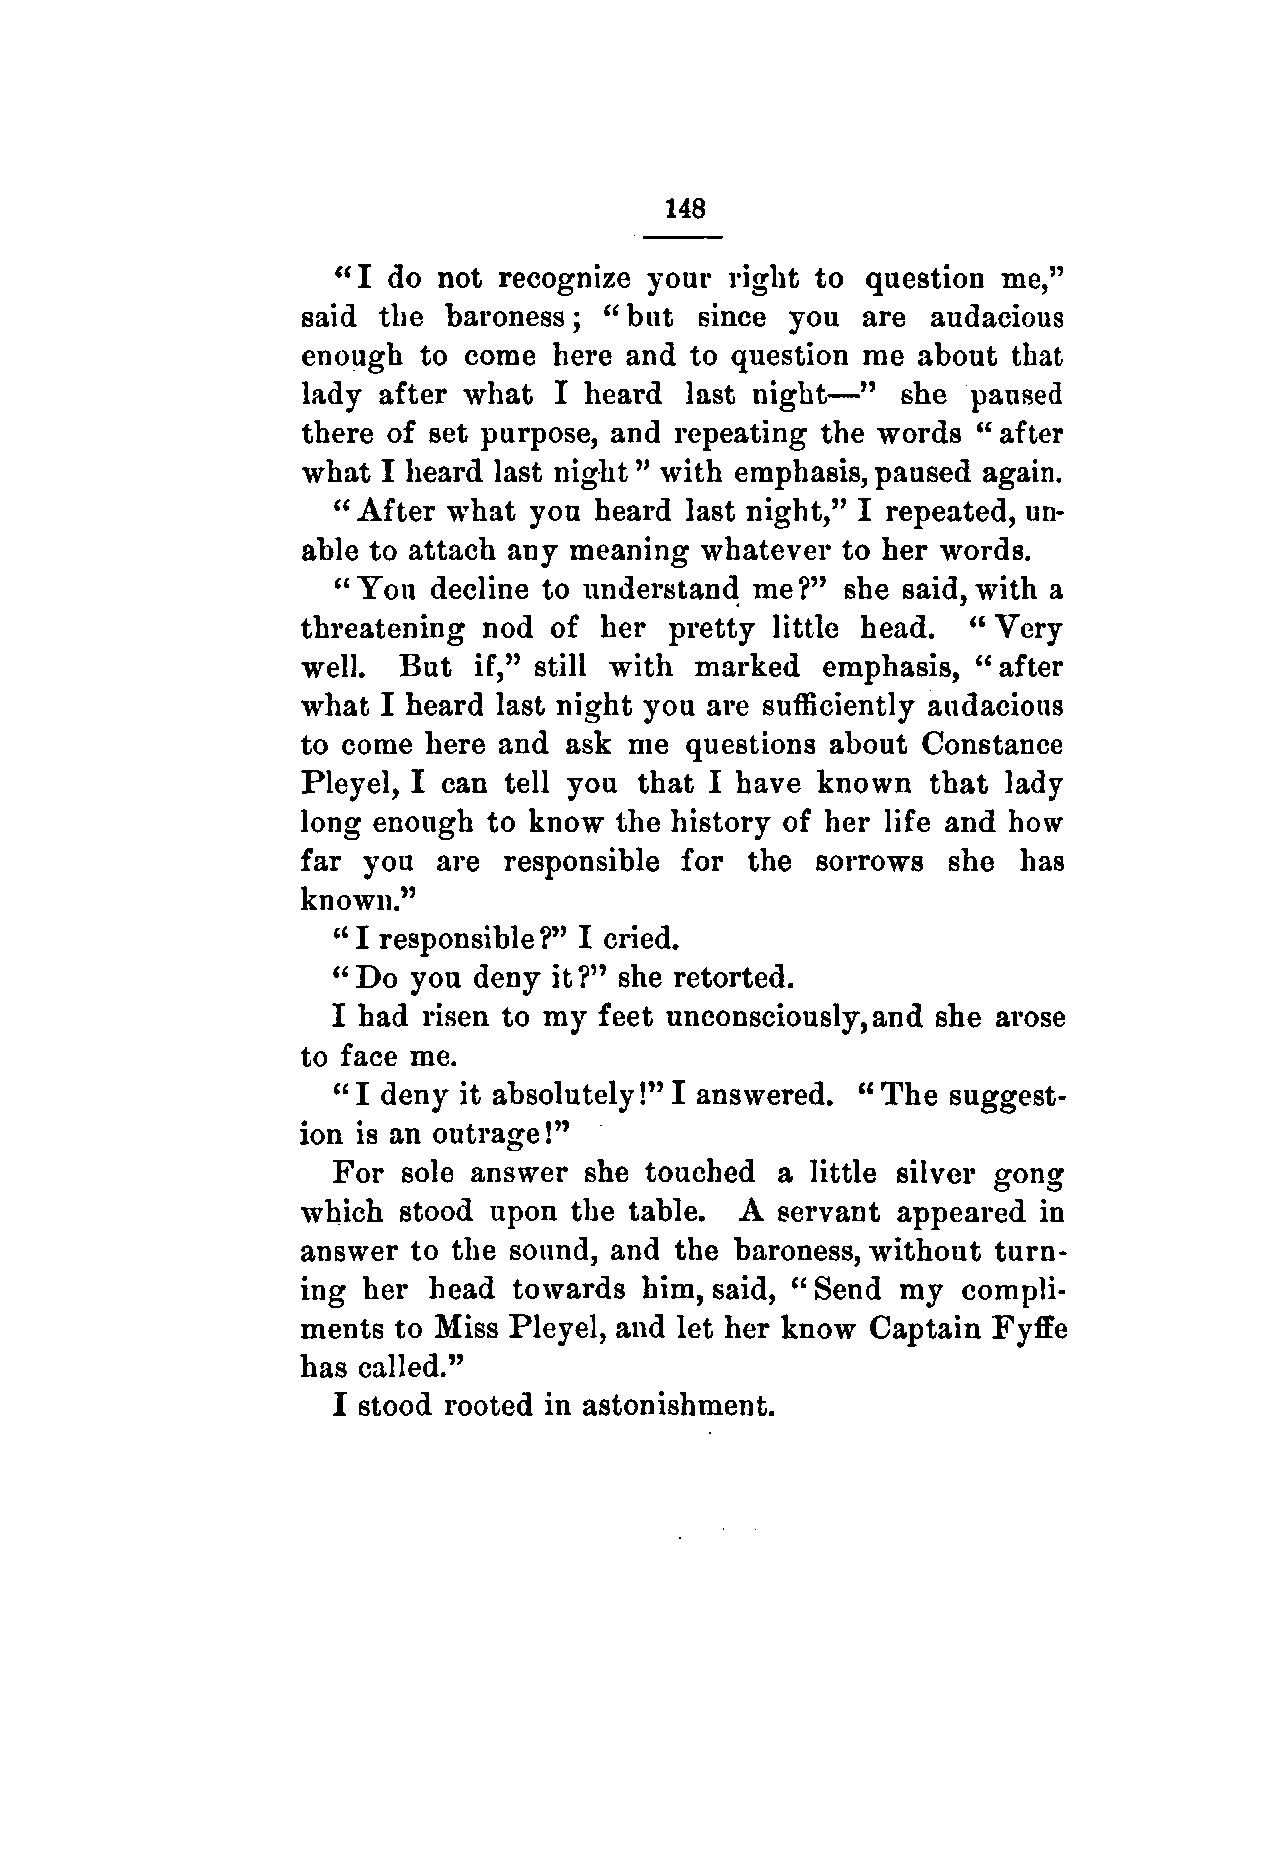 148
“I do not recognize your right to question me,”
said the baroness; “but since you are audacious
enough to come here and to question me about that
lady after what I heard last night—” she paused
there of set purpose, and repeating the words “after
what I heard last night” with emphasis, paused again.
“After what you heard last night,” I repeated, un-
able to attach any meaning whatever to her words.
“You decline to understand me?” she said, with a
threatening nod of her pretty little head. “Very
well. But if,” still with marked emphasis, “after
what I heard last night you are sufficiently audacious
to come here and ask me questions about Constance
Pleyel, I can tell you that I have known that lady
long enough to know the history of her life and how
far you are responsible for the sorrows she has
known.”
“I responsible?” I cried.
“Do you deny it?” she retorted.
I had risen to my feet unconsciously, and she arose
to face me.
“I deny it absolutely!” I answered. “The suggest-
ion is an outrage!”
For sole answer she touched a little silver gong
which stood upon the table. A servant appeared in
answer to the sound, and the baroness, without turn-
ing her head towards him, said, “Send my compli-
ments to Miss Pleyel, and let her know Captain Fyffe
has called.”
I stood rooted in astonishment.